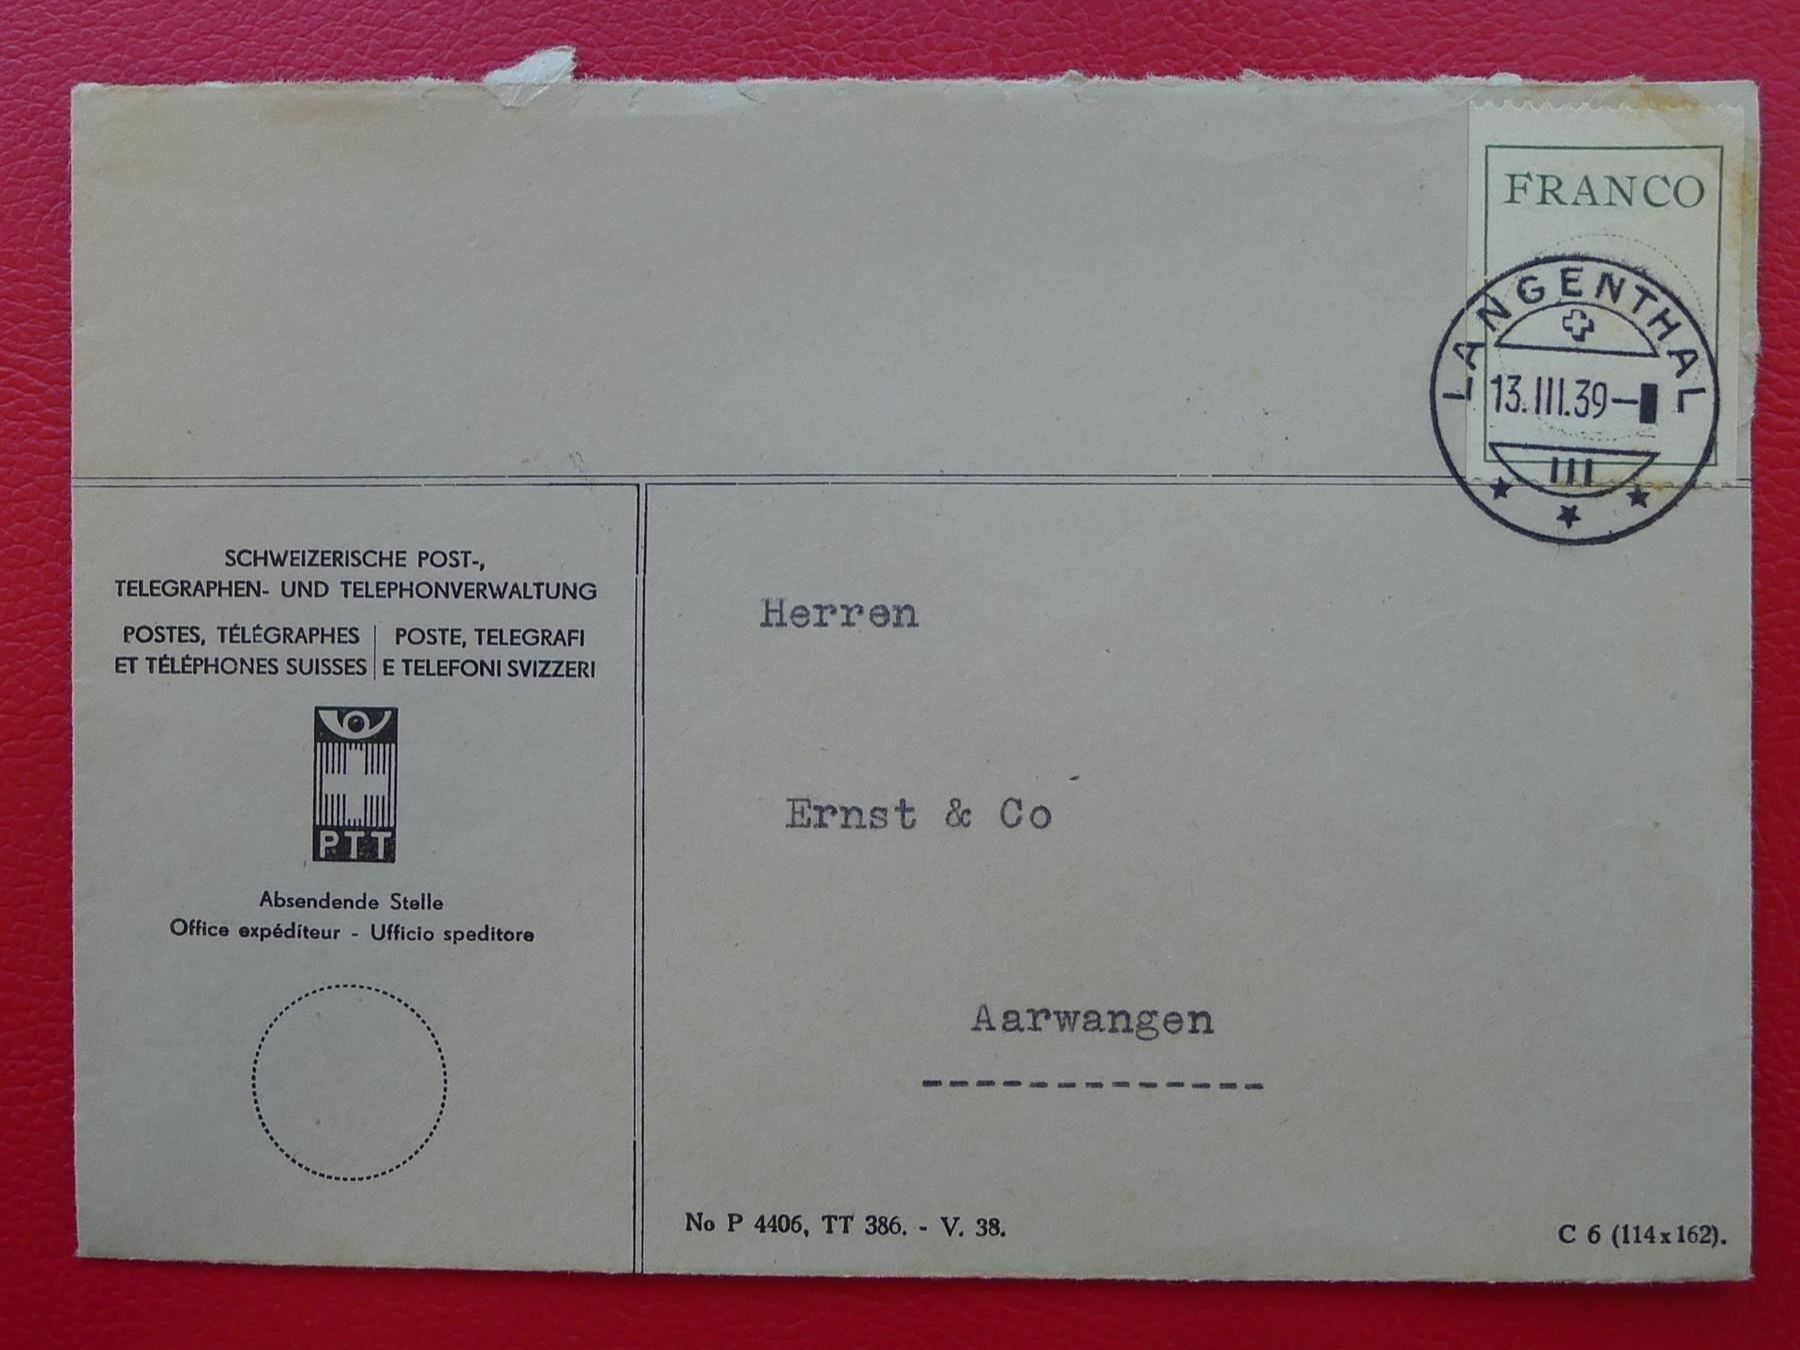 FRANCO
LANGENTHAL
13.III.39-
III
SCHWEIZERISCHE POST-,
TELEGRAPHEN- UND TELEPHONVERWALTUNG
POSTES, TÉLÉGRAPHES | POSTE, TELEGRAFI
ET TÉLÉPHONES SUISSES | E TELEFONI SVIZZERI
PTT
Absendende Stelle
Office expéditeur - Ufficio speditore
Herren
Ernst & Co
Aarwangen
-------------
No P 4406, TT 386. - V. 38.
C 6 (114x162).